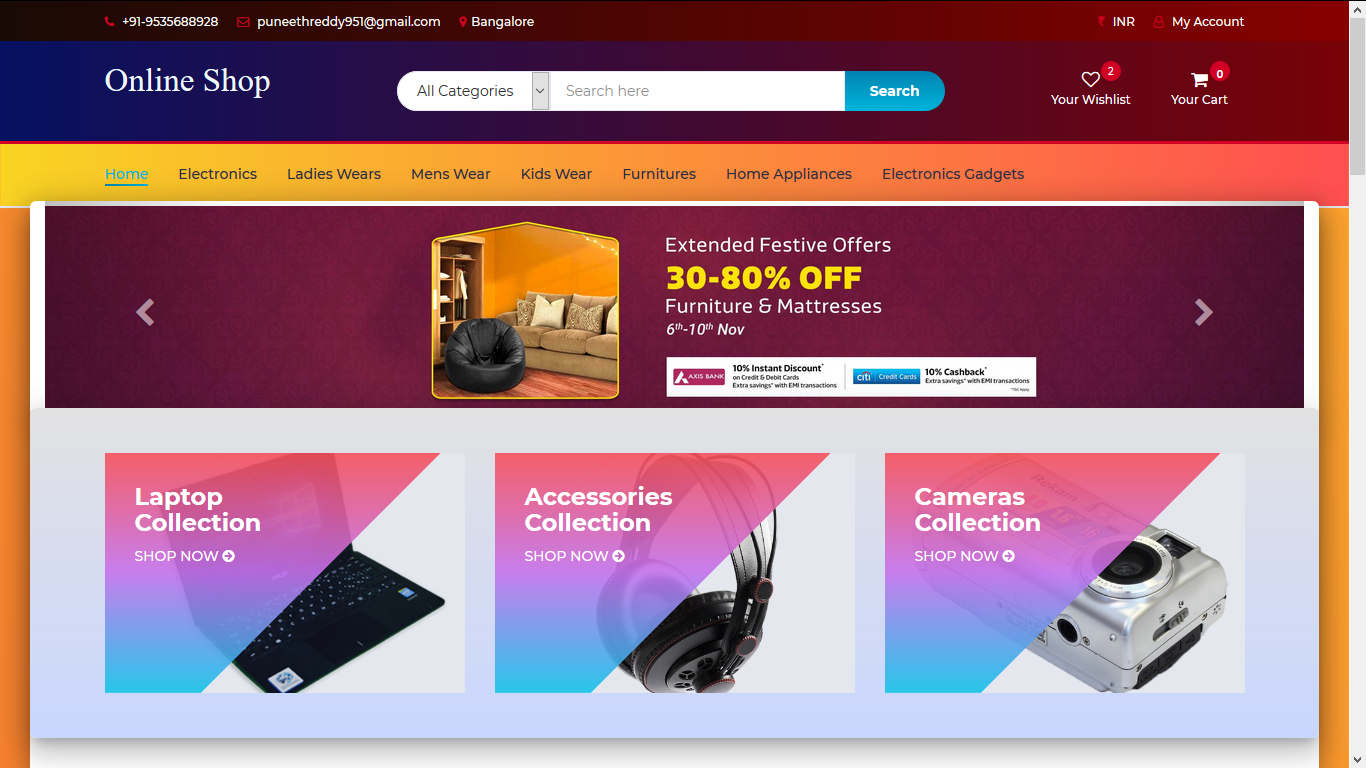 +91-9535688928 puneethreddy951@gmail.com Bangalore
₹ INR My Account
Online Shop
All Categories Search here Search
2
Your Wishlist
0
Your Cart
Home Electronics Ladies Wears Mens Wear Kids Wear Furnitures Home Appliances Electronics Gadgets
Extended Festive Offers
30-80% OFF
Furniture & Mattresses
6th-10th Nov
AXIS BANK
10% Instant Discount*
on Credit & Debit Cards
Extra savings* with EMI transactions
citi Credit Cards
10% Cashback*
Extra savings* with EMI transactions
*T&C Apply
Laptop
Collection
SHOP NOW
Accessories
Collection
SHOP NOW
Cameras
Collection
SHOP NOW